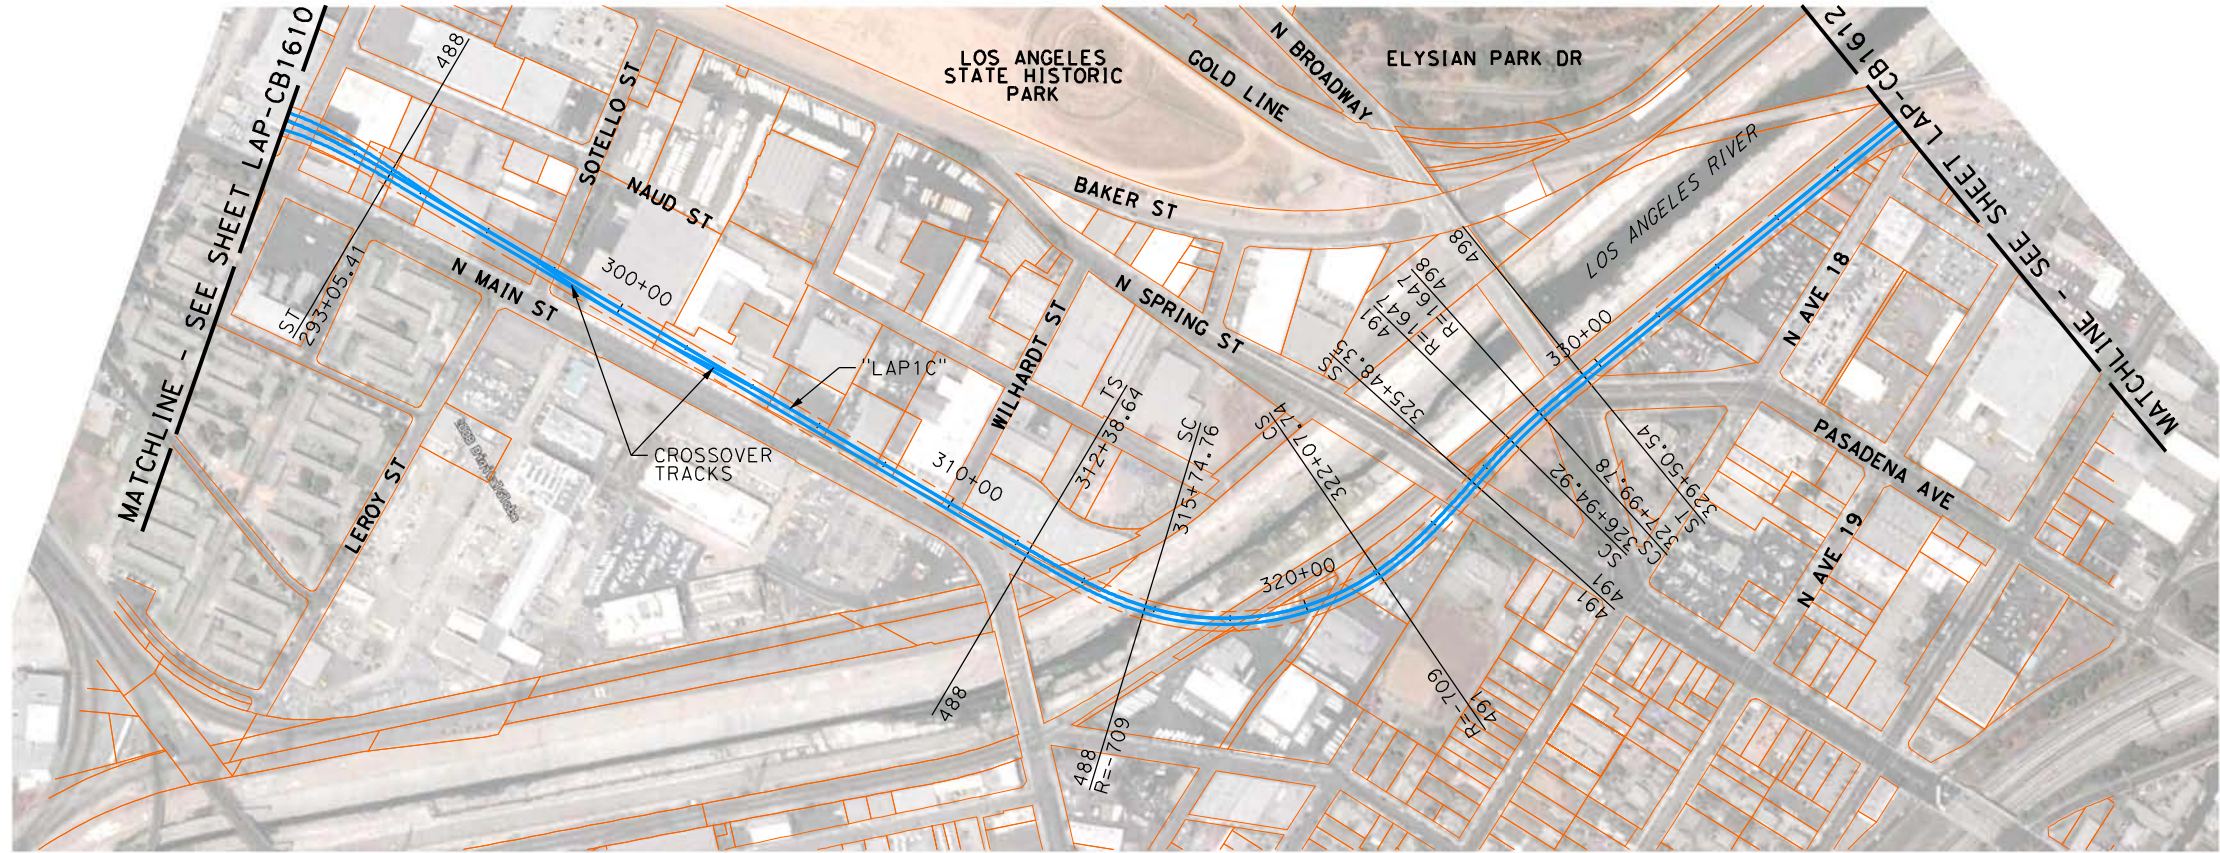 MATCHLINE - SEE SHEET LAP-CB1610
488
ST
293+05.41
SOTELLO ST
NAUD ST
N MAIN ST
LEROY ST
300+00
CROSSOVER
TRACKS
"LAP1C"
LOS ANGELES
STATE HISTORIC
PARK
GOLD LINE
N BROADWAY
ELYSIAN PARK DR
BAKER ST
N SPRING ST
WILHARDT ST
310+00
TS
312+38.64
488
SC
315+74.76
488
R=-709
CS
322+07.74
R=-709
491
320+00
SS
325+48.35
491
491
R=1647
SC
326+94.92
491
498
R=1647
CS
327+99.18
498
ST
329+50.54
330+00
LOS ANGELES RIVER
N AVE 18
PASADENA AVE
N AVE 19
MATCHLINE - SEE SHEET LAP-CB1612